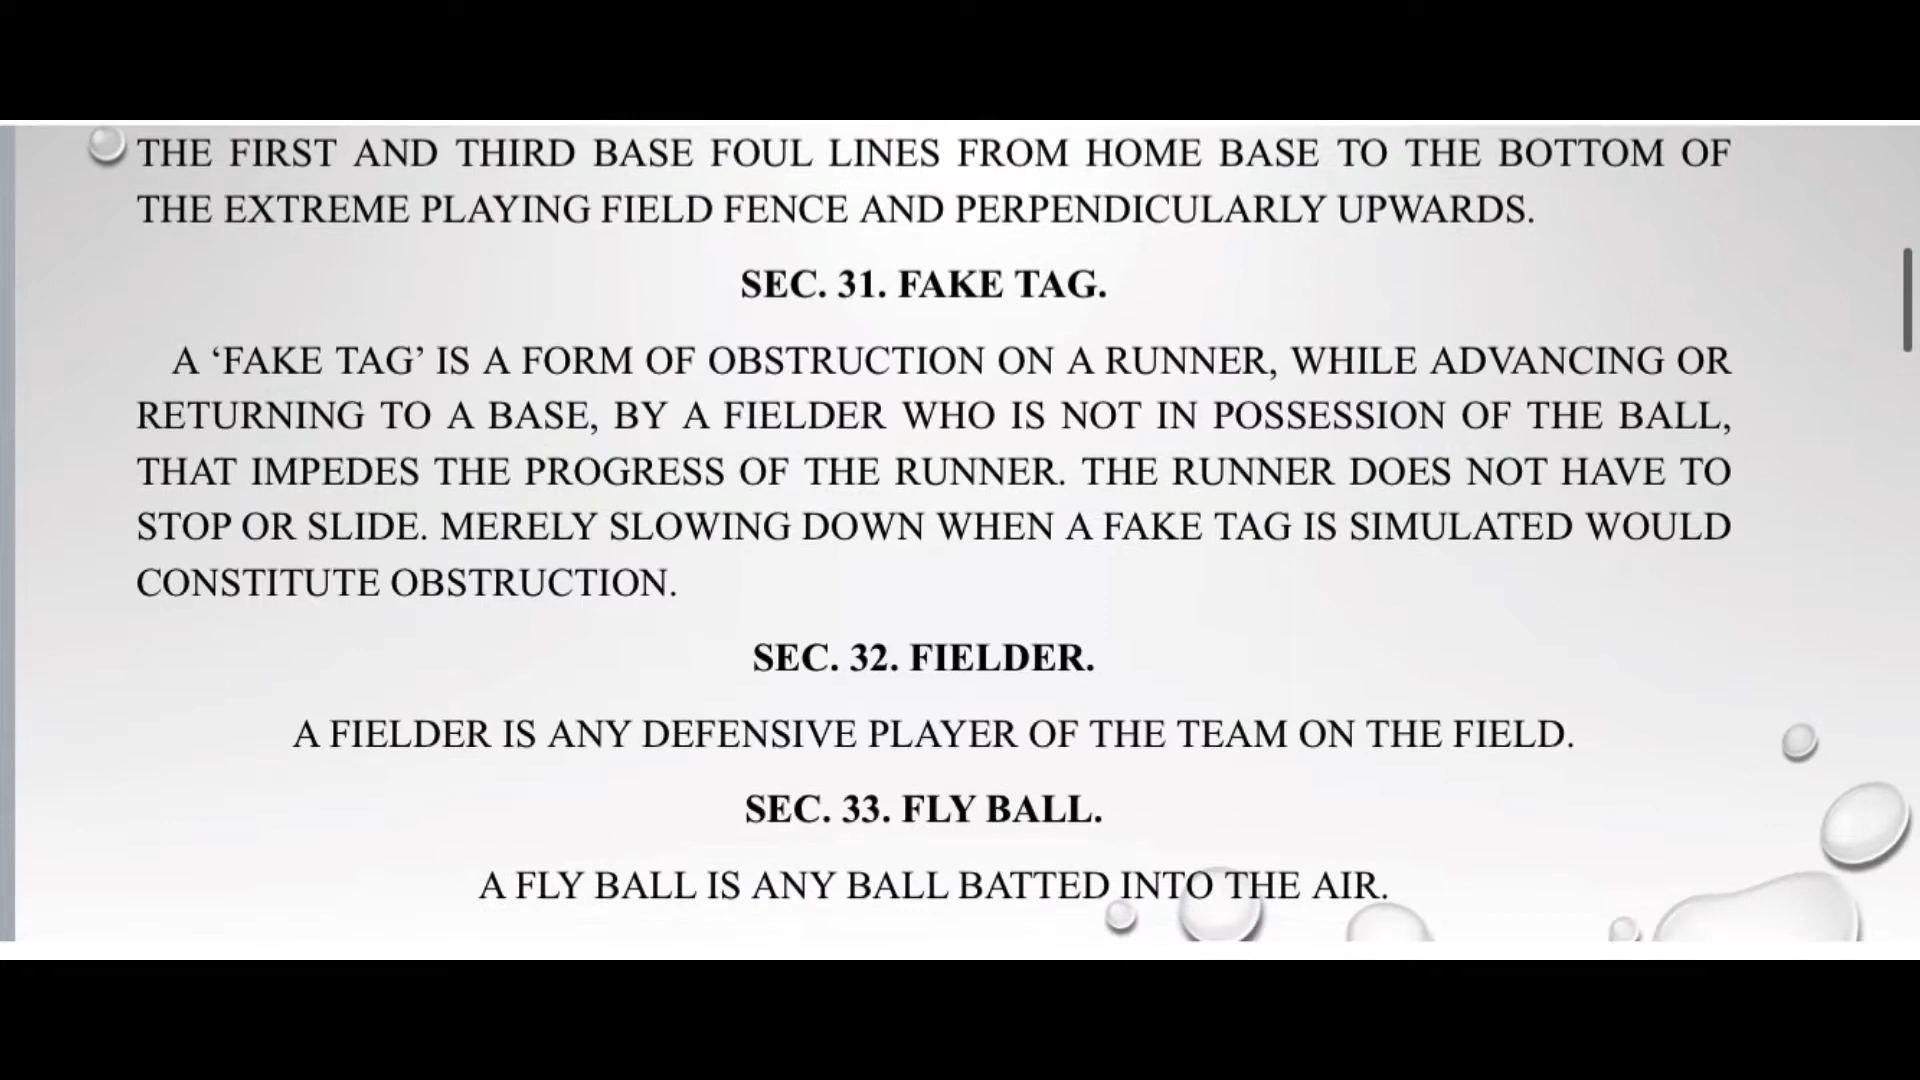 THE FIRST AND THIRD BASE FOUL LINES FROM HOME BASE TO THE BOTTOM OF
THE EXTREME PLAYING FIELD FENCE AND PERPENDICULARLY UPWARDS.
SEC. 31. FAKE TAG.
A ‘FAKE TAG’ IS A FORM OF OBSTRUCTION ON A RUNNER, WHILE ADVANCING OR
RETURNING TO A BASE, BY A FIELDER WHO IS NOT IN POSSESSION OF THE BALL,
THAT IMPEDES THE PROGRESS OF THE RUNNER. THE RUNNER DOES NOT HAVE TO
STOP OR SLIDE. MERELY SLOWING DOWN WHEN A FAKE TAG IS SIMULATED WOULD
CONSTITUTE OBSTRUCTION.
SEC. 32. FIELDER.
A FIELDER IS ANY DEFENSIVE PLAYER OF THE TEAM ON THE FIELD.
SEC. 33. FLY BALL.
A FLY BALL IS ANY BALL BATTED INTO THE AIR.